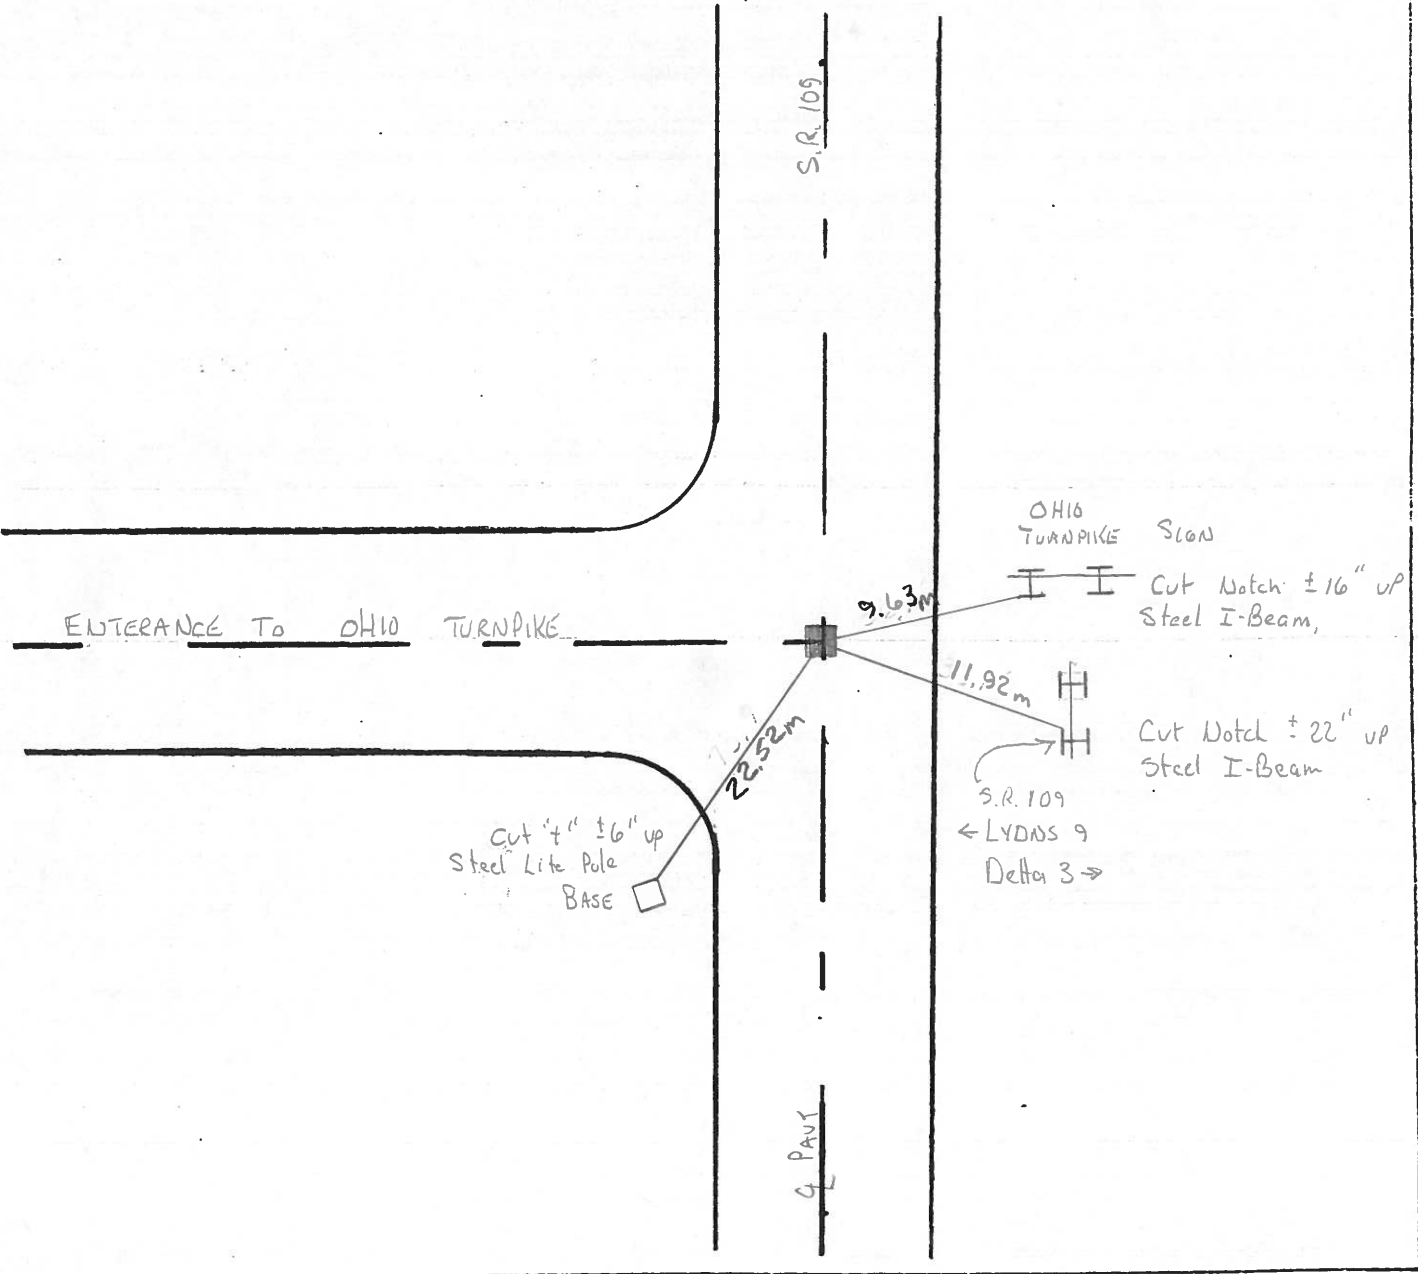 S.R. 109
OHIO
TURNPIKE SIGN
Cut Notch ± 16" up
Steel I-Beam,
9.63m
ENTERANCE TO OHIO TURNPIKE
11.92m
Cut Notch ± 22" up
Steel I-Beam
22.52m
S.R. 109
← LYONS 9
Delta 3 →
Cut "+" ±6" up
Steel Lite Pole
BASE
℄ PAVT